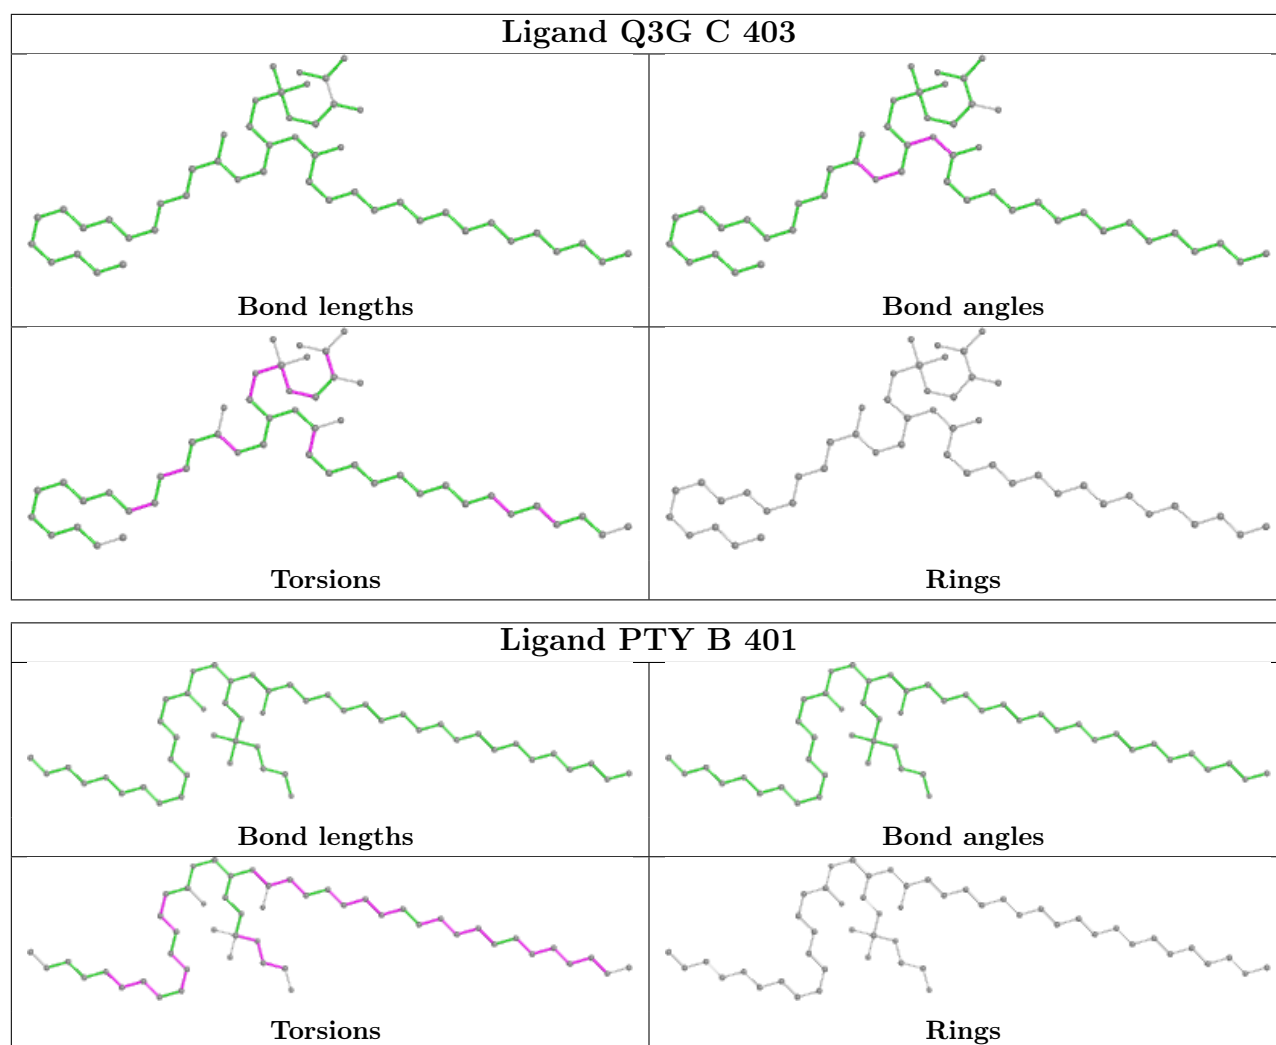 Ligand Q3G C 403
Bond lengths
Bond angles
Torsions
Rings
Ligand PTY B 401
Bond lengths
Bond angles
Torsions
Rings